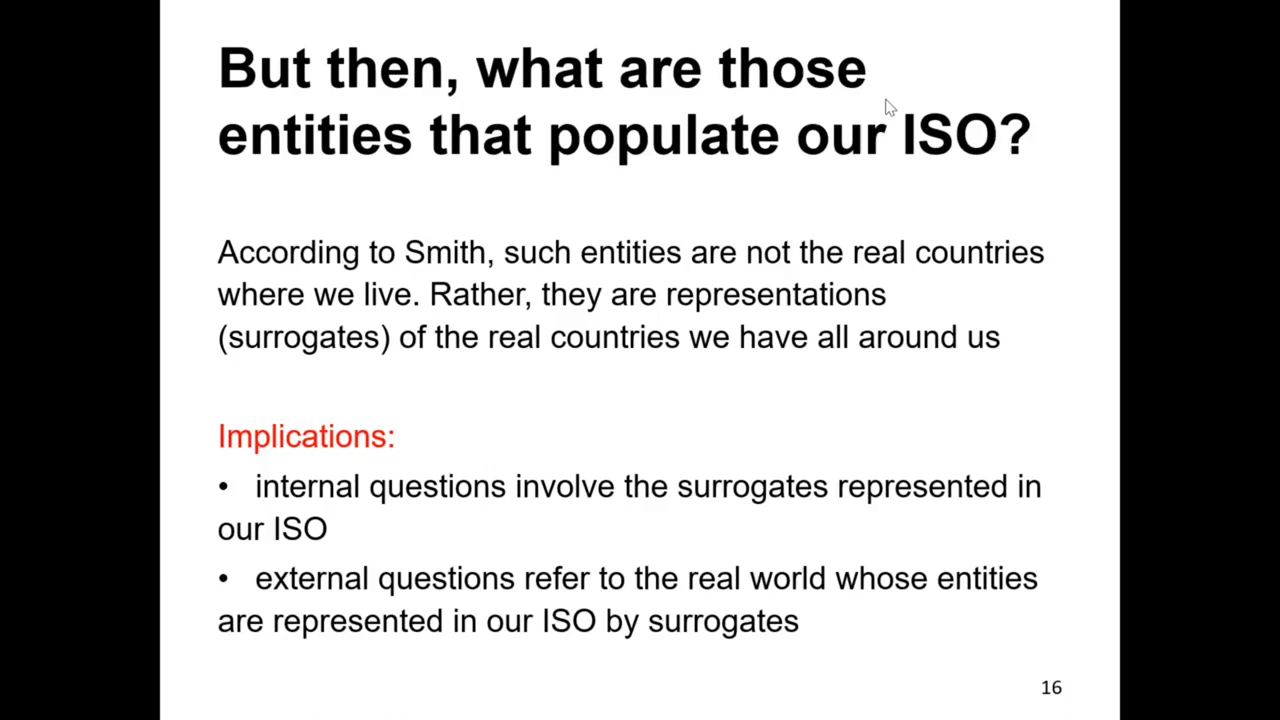 But then, what are those
entities that populate our ISO?
According to Smith, such entities are not the real countries
where we live. Rather, they are representations
(surrogates) of the real countries we have all around us
Implications:
• internal questions involve the surrogates represented in
our ISO
• external questions refer to the real world whose entities
are represented in our ISO by surrogates
16